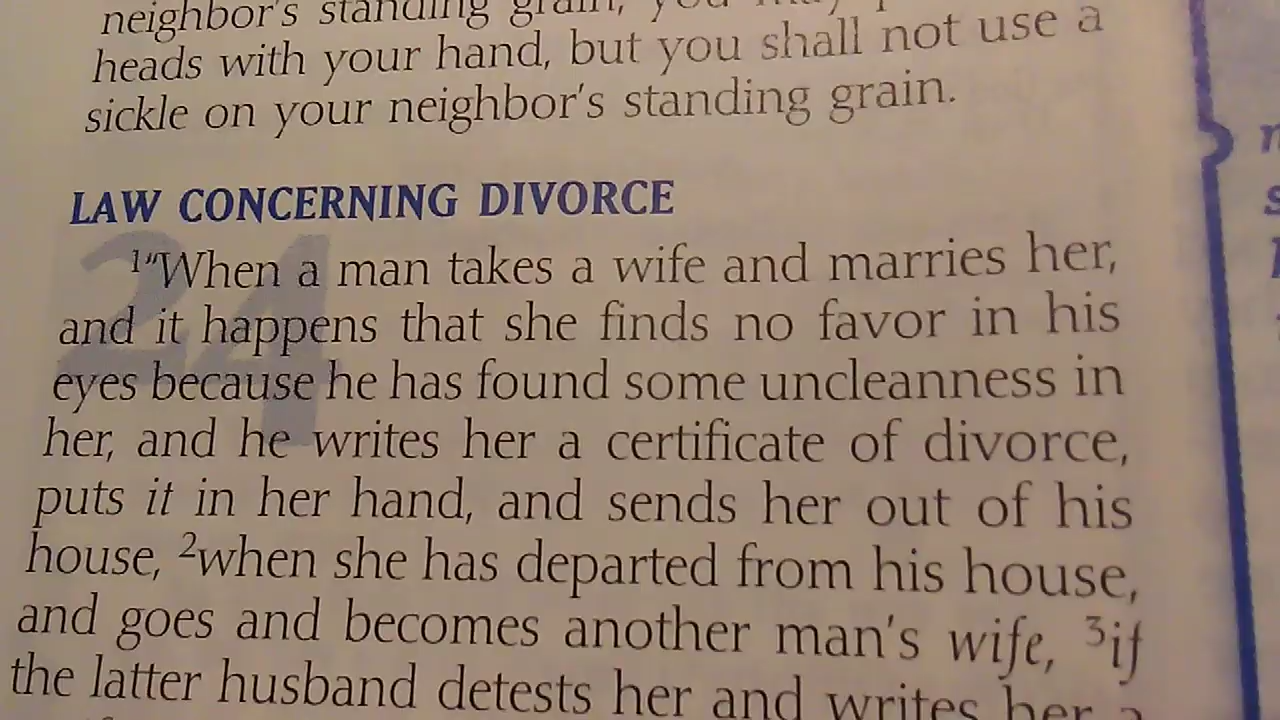 neighbor's standing grain, you may
heads with your hand, but you shall not use a
sickle on your neighbor's standing grain.
LAW CONCERNING DIVORCE
24
1"When a man takes a wife and marries her,
and it happens that she finds no favor in his
eyes because he has found some uncleanness in
her, and he writes her a certificate of divorce,
puts it in her hand, and sends her out of his
house, 2when she has departed from his house,
and goes and becomes another man's wife, 3if
the latter husband detests her and writes her a